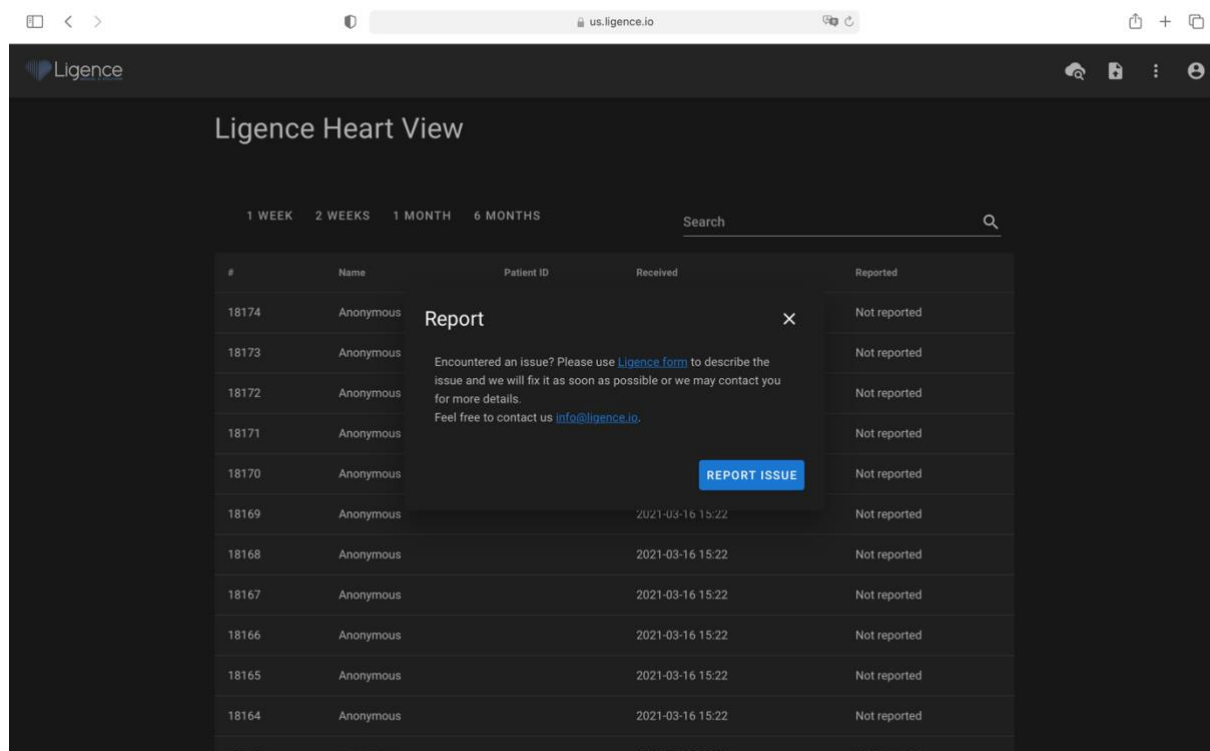 us.ligence.io
Ligence
Ligence Heart View
1 WEEK 2 WEEKS 1 MONTH 6 MONTHS Search
# Name Patient ID Received Reported
18174 Anonymous Not reported
18173 Anonymous Not reported
18172 Anonymous Not reported
18171 Anonymous Not reported
18170 Anonymous Not reported
Report
Encountered an issue? Please use Ligence form to describe the
issue and we will fix it as soon as possible or we may contact you
for more details.
Feel free to contact us info@ligence.io.
REPORT ISSUE
18169 Anonymous 2021-03-16 15:22 Not reported
18168 Anonymous 2021-03-16 15:22 Not reported
18167 Anonymous 2021-03-16 15:22 Not reported
18166 Anonymous 2021-03-16 15:22 Not reported
18165 Anonymous 2021-03-16 15:22 Not reported
18164 Anonymous 2021-03-16 15:22 Not reported